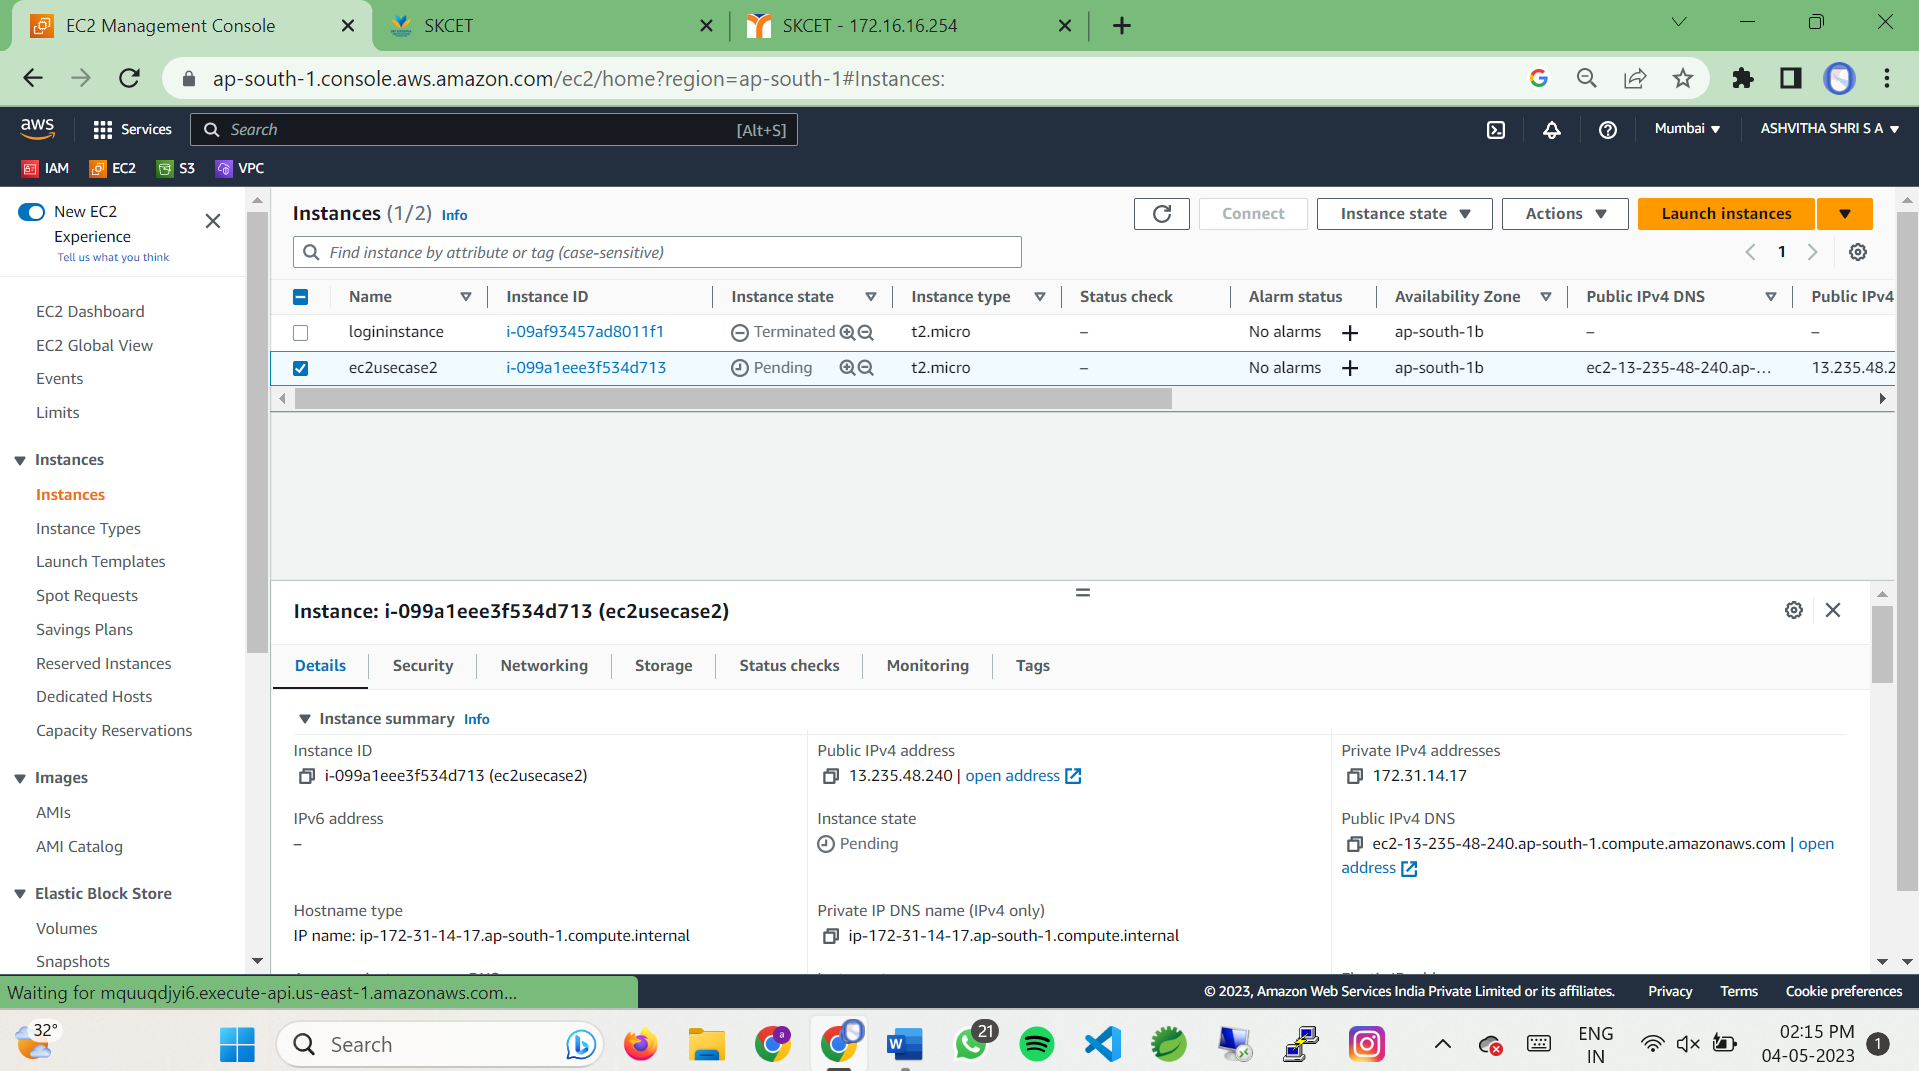 EC2 Management Console
SKCET
SKCET - 172.16.16.254
ap-south-1.console.aws.amazon.com/ec2/home?region=ap-south-1#Instances:
aws
Services
Search
[Alt+S]
Mumbai
ASHVITHA SHRI S A
IAM
EC2
S3
VPC
New EC2
Experience
Tell us what you think
EC2 Dashboard
EC2 Global View
Events
Limits
Instances
Instances
Instance Types
Launch Templates
Spot Requests
Savings Plans
Reserved Instances
Dedicated Hosts
Capacity Reservations
Images
AMIs
AMI Catalog
Elastic Block Store
Volumes
Snapshots
Instances (1/2) Info
Connect
Instance state
Actions
Launch instances
Find instance by attribute or tag (case-sensitive)
1
Name Instance ID Instance state Instance type Status check Alarm status Availability Zone Public IPv4 DNS Public IPv4
logininstance i-09af93457ad8011f1 Terminated t2.micro – No alarms + ap-south-1b – –
ec2usecase2 i-099a1eee3f534d713 Pending t2.micro – No alarms + ap-south-1b ec2-13-235-48-240.ap-... 13.235.48.2
Instance: i-099a1eee3f534d713 (ec2usecase2)
Details Security Networking Storage Status checks Monitoring Tags
Instance summary Info
Instance ID
i-099a1eee3f534d713 (ec2usecase2)
Public IPv4 address
13.235.48.240 | open address
Private IPv4 addresses
172.31.14.17
IPv6 address
–
Instance state
Pending
Public IPv4 DNS
ec2-13-235-48-240.ap-south-1.compute.amazonaws.com | open
address
Hostname type
IP name: ip-172-31-14-17.ap-south-1.compute.internal
Private IP DNS name (IPv4 only)
ip-172-31-14-17.ap-south-1.compute.internal
Waiting for mquuqdjyi6.execute-api.us-east-1.amazonaws.com...
© 2023, Amazon Web Services India Private Limited or its affiliates.
Privacy
Terms
Cookie preferences
32°
Search
a
W
21
ENG
IN
02:15 PM
04-05-2023
1